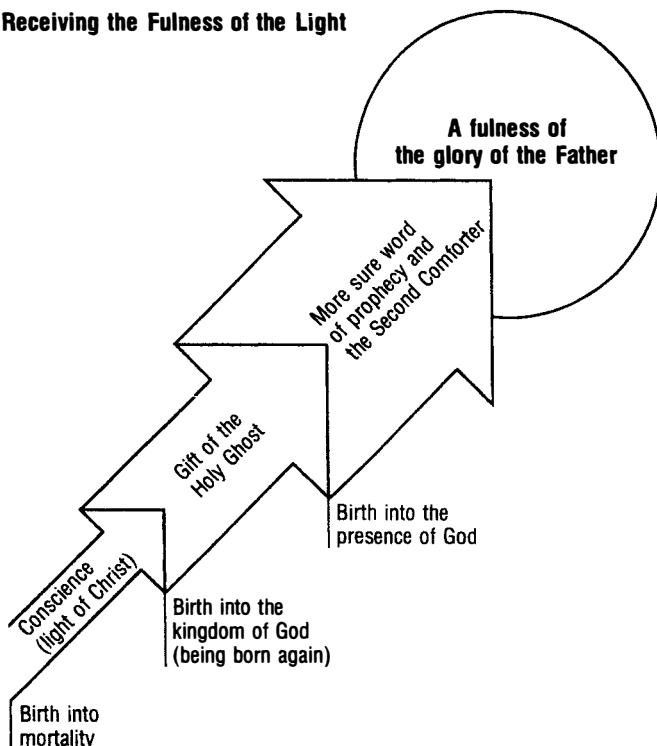 Receiving the Fulness of the Light
A fulness of
the glory of the Father
More sure word
of prophecy and
the Second Comforter
Gift of the
Holy Ghost
Birth into the
presence of God
Conscience
(light of Christ)
Birth into the
kingdom of God
(being born again)
Birth into
mortality